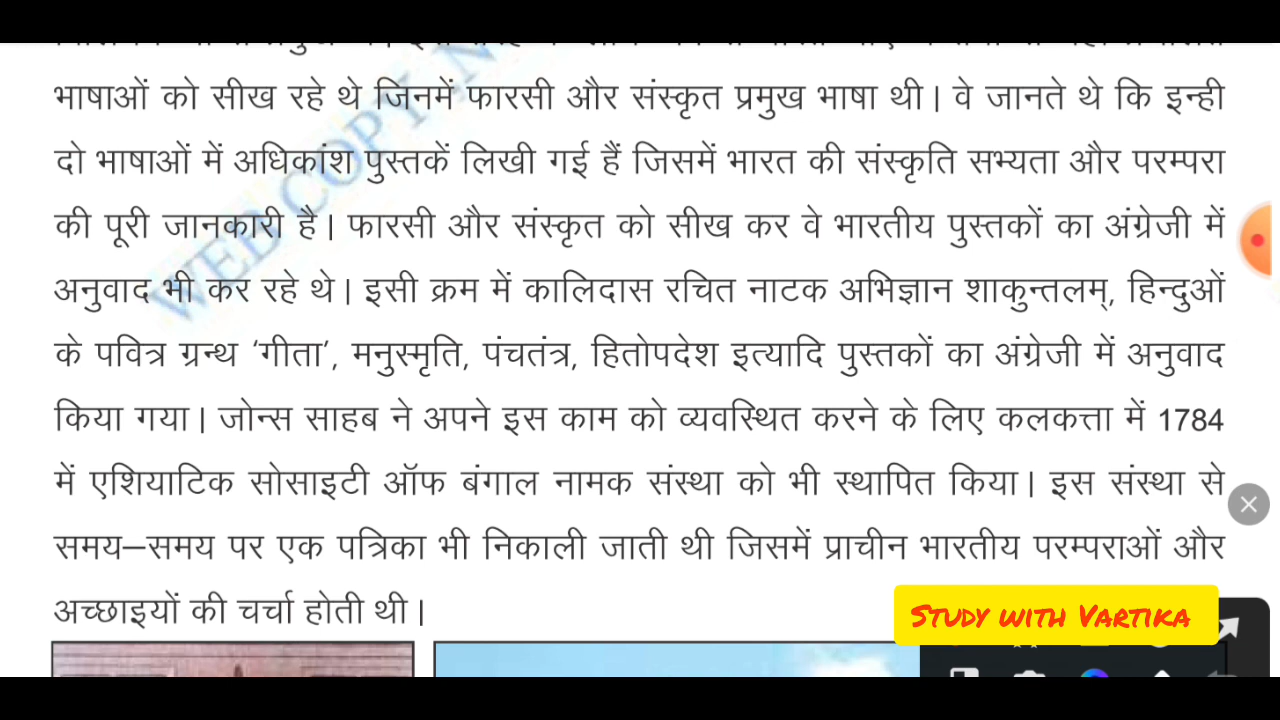 भाषाओं को सीख रहे थे जिनमें फारसी और संस्कृत प्रमुख भाषा थी। वे जानते थे कि इन्ही
दो भाषाओं में अधिकांश पुस्तकें लिखी गई हैं जिसमें भारत की संस्कृति सभ्यता और परम्परा
की पूरी जानकारी है। फारसी और संस्कृत को सीख कर वे भारतीय पुस्तकों का अंग्रेजी में
अनुवाद भी कर रहे थे। इसी क्रम में कालिदास रचित नाटक अभिज्ञान शाकुन्तलम्, हिन्दुओं
के पवित्र ग्रन्थ ‘गीता’, मनुस्मृति, पंचतंत्र, हितोपदेश इत्यादि पुस्तकों का अंग्रेजी में अनुवाद
किया गया। जोन्स साहब ने अपने इस काम को व्यवस्थित करने के लिए कलकत्ता में 1784
में एशियाटिक सोसाइटी ऑफ बंगाल नामक संस्था को भी स्थापित किया। इस संस्था से
समय–समय पर एक पत्रिका भी निकाली जाती थी जिसमें प्राचीन भारतीय परम्पराओं और
अच्छाइयों की चर्चा होती थी।
WEB COPY N
STUDY WITH VARTIKA